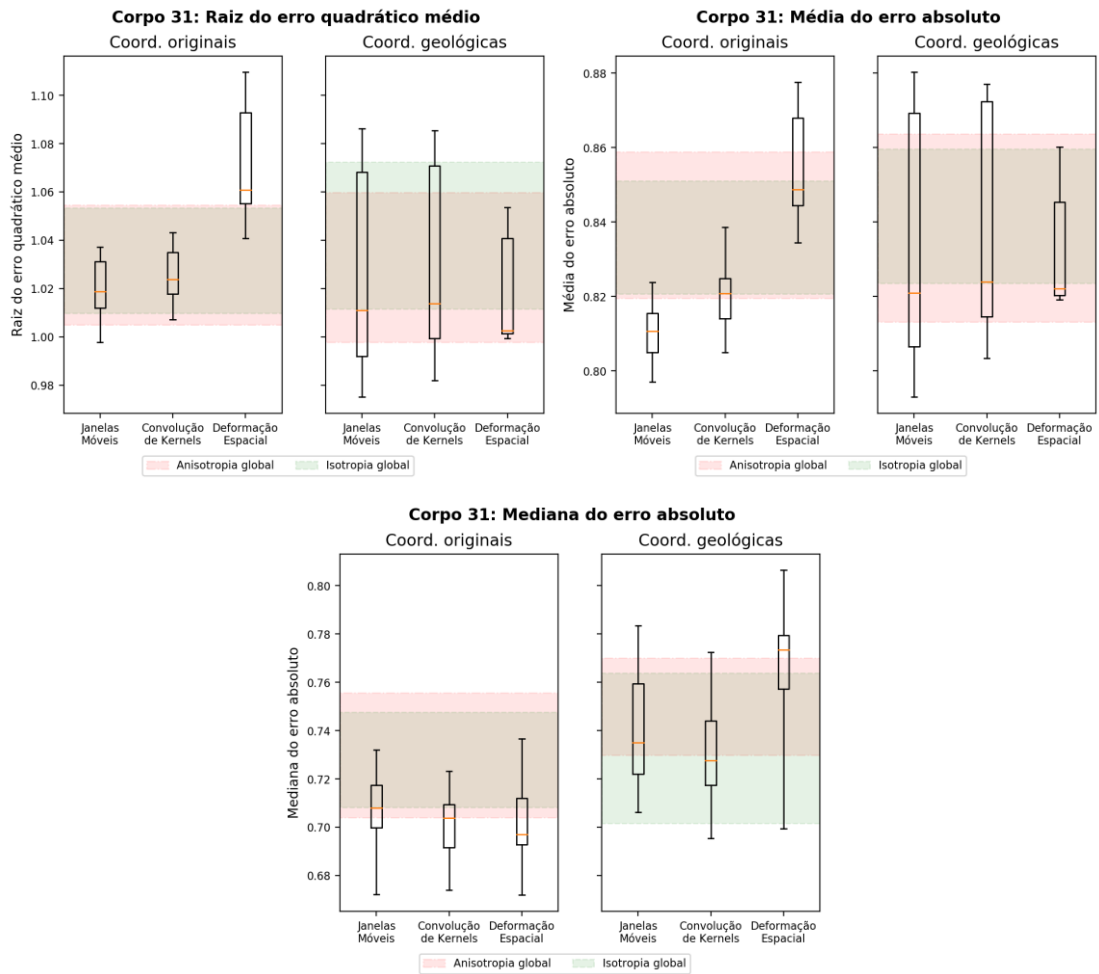 Corpo 31: Raiz do erro quadrático médio
Coord. originais
Coord. geológicas
Raiz do erro quadrático médio
1.10
1.08
1.06
1.04
1.02
1.00
0.98
Janelas
Móveis
Convolução
de Kernels
Deformação
Espacial
Janelas
Móveis
Convolução
de Kernels
Deformação
Espacial
Anisotropia global
Isotropia global
Corpo 31: Média do erro absoluto
Coord. originais
Coord. geológicas
Média do erro absoluto
0.88
0.86
0.84
0.82
0.80
Janelas
Móveis
Convolução
de Kernels
Deformação
Espacial
Janelas
Móveis
Convolução
de Kernels
Deformação
Espacial
Anisotropia global
Isotropia global
Corpo 31: Mediana do erro absoluto
Coord. originais
Coord. geológicas
Mediana do erro absoluto
0.80
0.78
0.76
0.74
0.72
0.70
0.68
Janelas
Móveis
Convolução
de Kernels
Deformação
Espacial
Janelas
Móveis
Convolução
de Kernels
Deformação
Espacial
Anisotropia global
Isotropia global